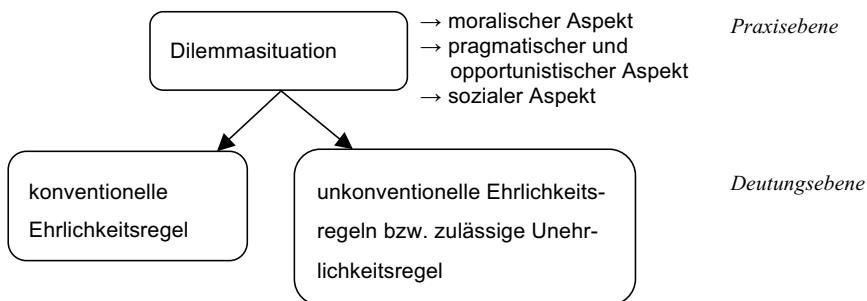 Dilemmasituation
→ moralischer Aspekt
→ pragmatischer und
opportunistischer Aspekt
→ sozialer Aspekt
Praxisebene
konventionelle
Ehrlichkeitsregel
unkonventionelle Ehrlichkeits-
regeln bzw. zulässige Unehr-
lichkeitsregel
Deutungsebene